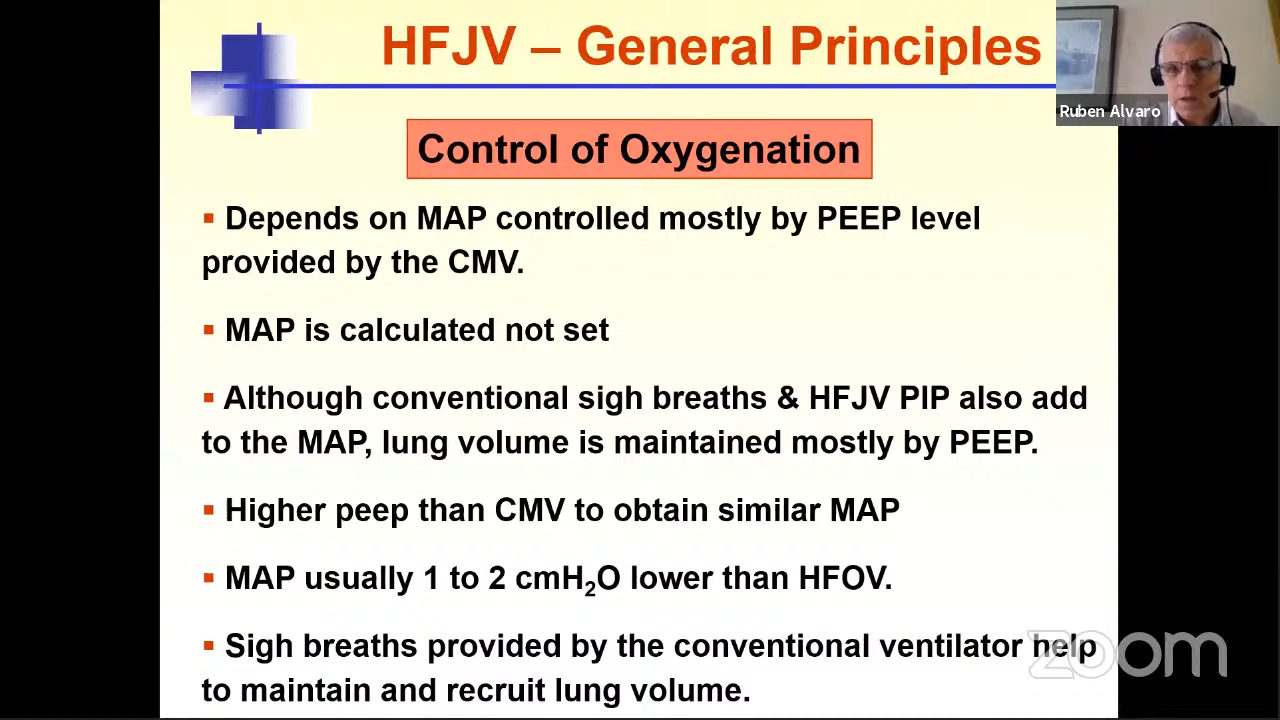 HFJV – General Principles
Ruben Alvaro
Control of Oxygenation
▪ Depends on MAP controlled mostly by PEEP level
provided by the CMV.
▪ MAP is calculated not set
▪ Although conventional sigh breaths & HFJV PIP also add
to the MAP, lung volume is maintained mostly by PEEP.
▪ Higher peep than CMV to obtain similar MAP
▪ MAP usually 1 to 2 cmH₂O lower than HFOV.
▪ Sigh breaths provided by the conventional ventilator help
to maintain and recruit lung volume.
zoom